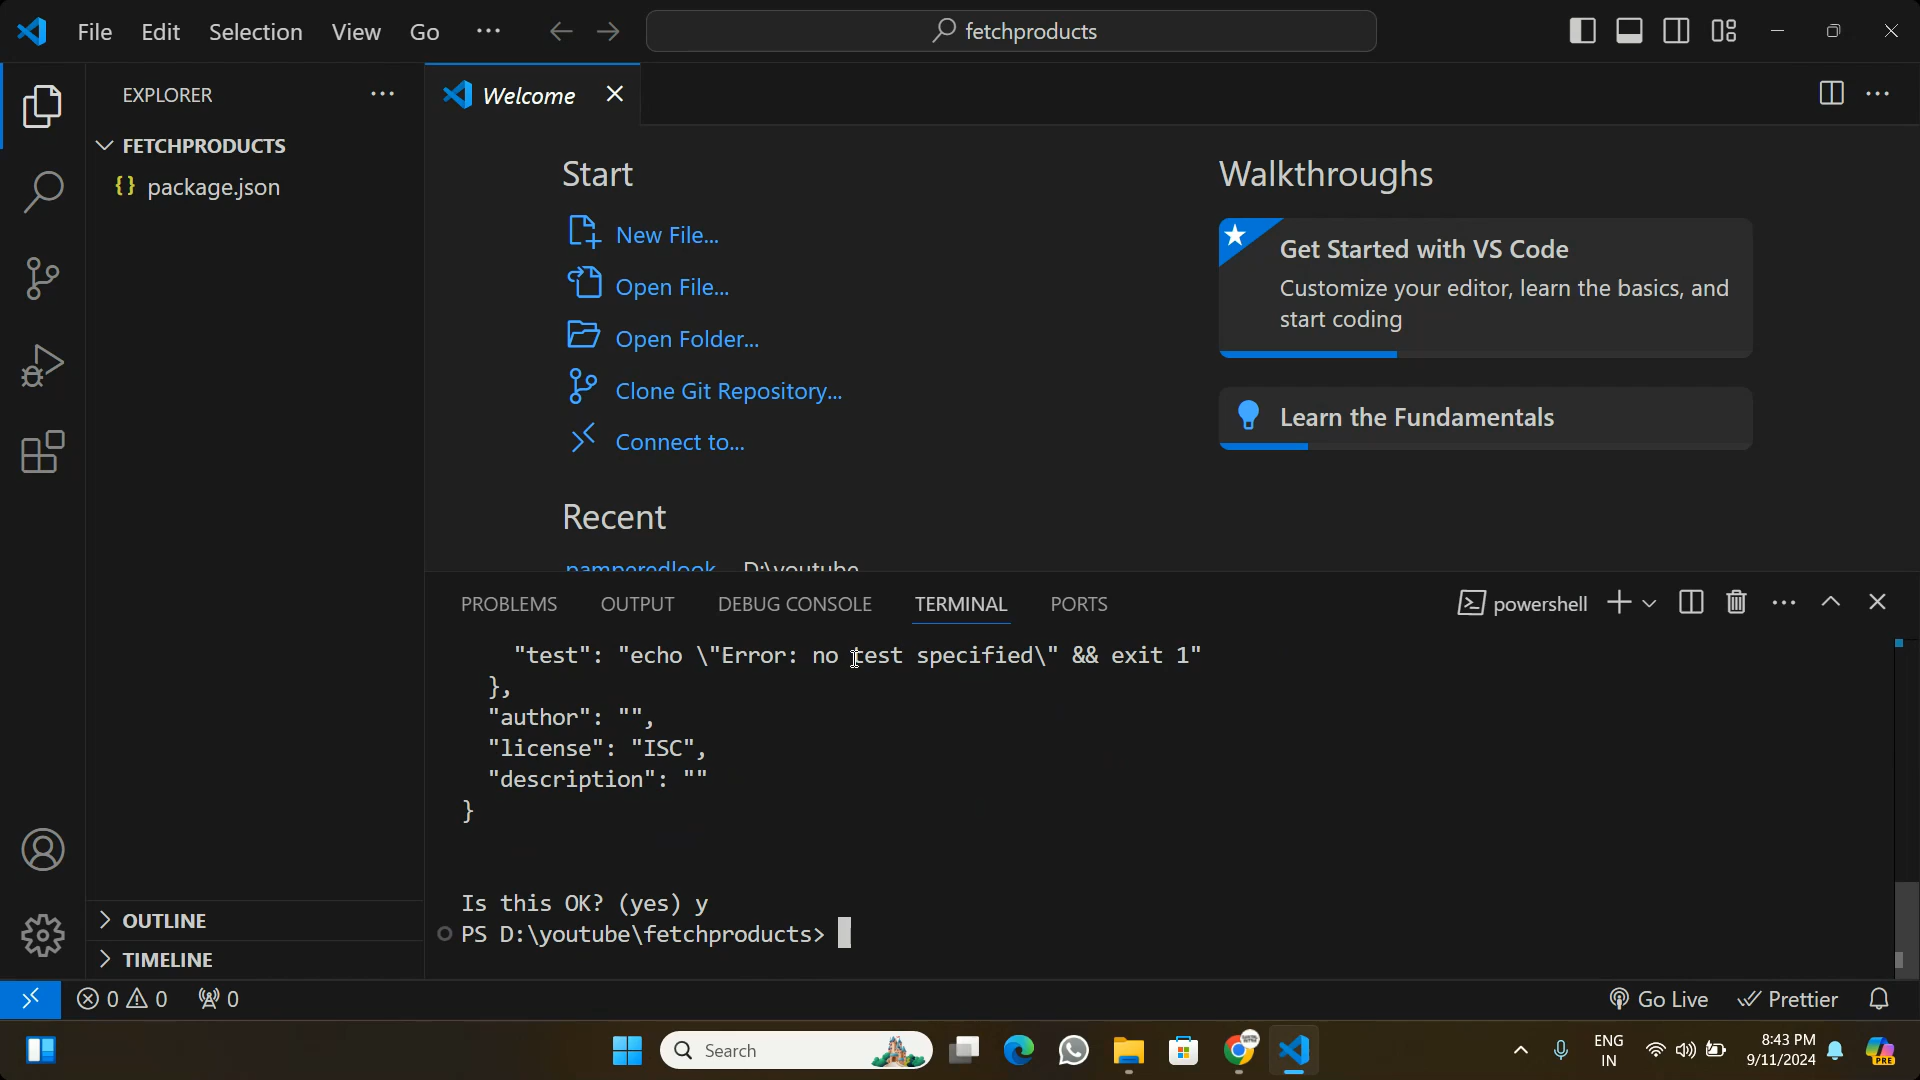 File Edit Selection View Go ··· fetchproducts
EXPLORER ···
FETCHPRODUCTS
{} package.json
OUTLINE
TIMELINE
Welcome
Start
New File...
Open File...
Open Folder...
Clone Git Repository...
Connect to...
Recent
pamperedlook D:\youtube
Walkthroughs
Get Started with VS Code
Customize your editor, learn the basics, and
start coding
Learn the Fundamentals
PROBLEMS OUTPUT DEBUG CONSOLE TERMINAL PORTS powershell
"test": "echo \"Error: no test specified\" && exit 1"
},
"author": "",
"license": "ISC",
"description": ""
}
Is this OK? (yes) y
PS D:\youtube\fetchproducts>
0 0 0 Go Live Prettier
Search
ENG
IN
8:43 PM
9/11/2024
PRE